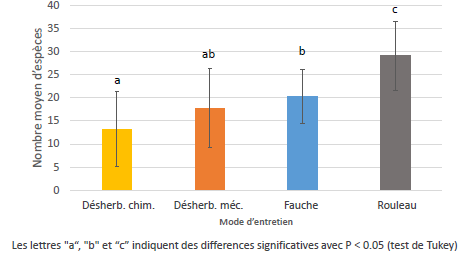 40
35
30
25
20
15
10
5
0
Nombre moyen d'espèces
a
ab
b
c
Désherb. chim.
Désherb. méc.
Fauche
Rouleau
Mode d'entretien
Les lettres "a“, "b" et “c” indiquent des differences significatives avec P < 0.05 (test de Tukey)